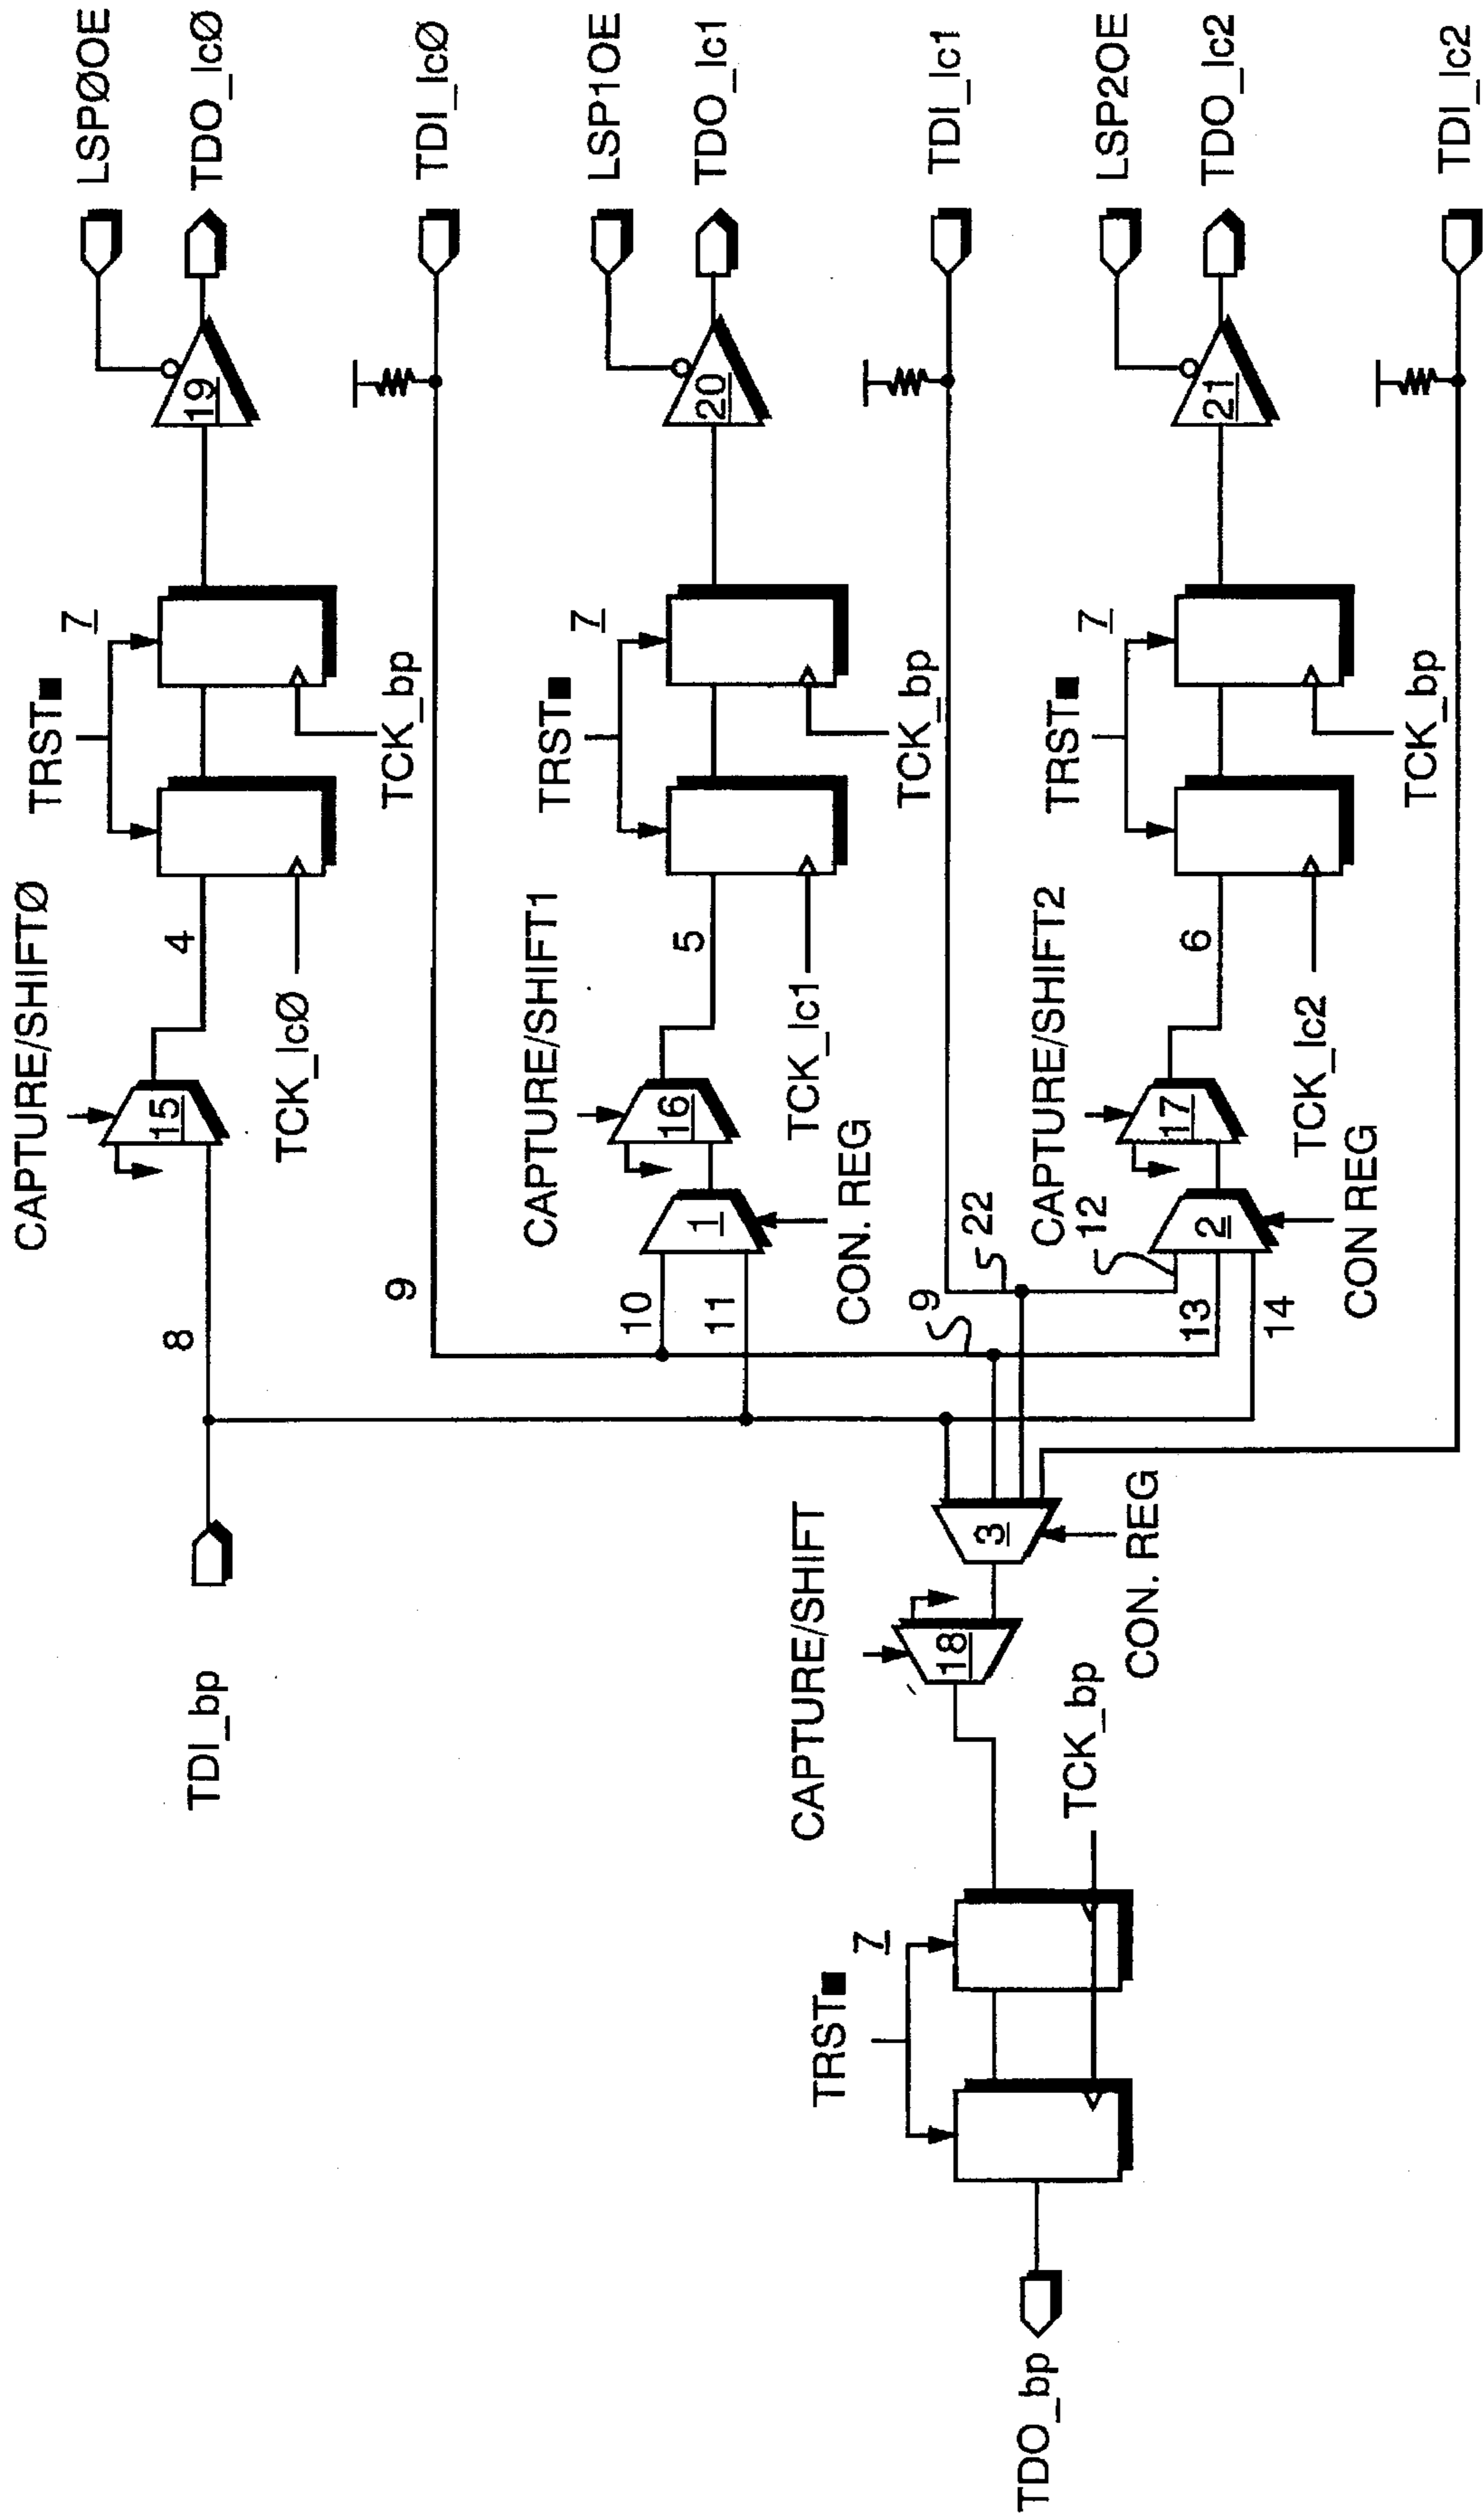 LSPØOE
TDO_lcØ
TDI_lcØ
LSP1OE
TDO_lc1
TDI_lc1
LSP2OE
TDO_lc2
TDI_lc2
19
20
21
7
TRST■
TCK_bp
7
TRST■
TCK_bp
7
TRST■
TCK_bp
CAPTURE/SHIFTØ
4
15
TCK_lcØ
CAPTURE/SHIFT1
5
16
TCK_lc1
1
CON. REG
CAPTURE/SHIFT2
6
17
TCK_lc2
2
CON REG
8
9
10
11
9
22
12
13
14
TDI_bp
3
CON. REG
CAPTURE/SHIFT
18
TCK_bp
7
TRST■
TDO_bp